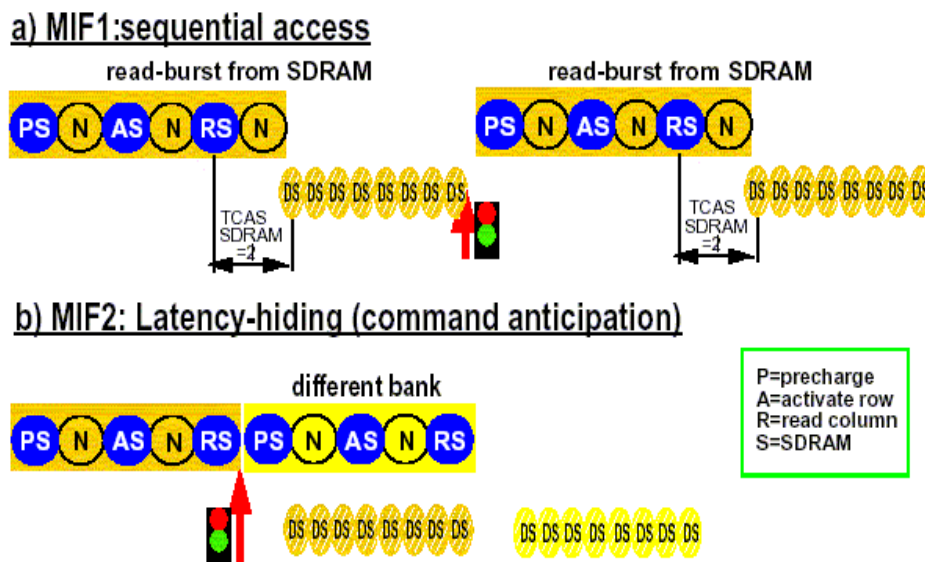 a) MIF1:sequential access
read-burst from SDRAM
read-burst from SDRAM
PS N AS N RS N
PS N AS N RS N
DS DS DS DS DS DS DS DS
DS DS DS DS DS DS DS DS
TCAS
SDRAM
TCAS
SDRAM
b) MIF2: Latency-hiding (command anticipation)
different bank
PS N AS N RS PS N AS N RS
P=precharge
A=activate row
R=read column
S=SDRAM
DS DS DS DS DS DS DS DS
DS DS DS DS DS DS DS DS